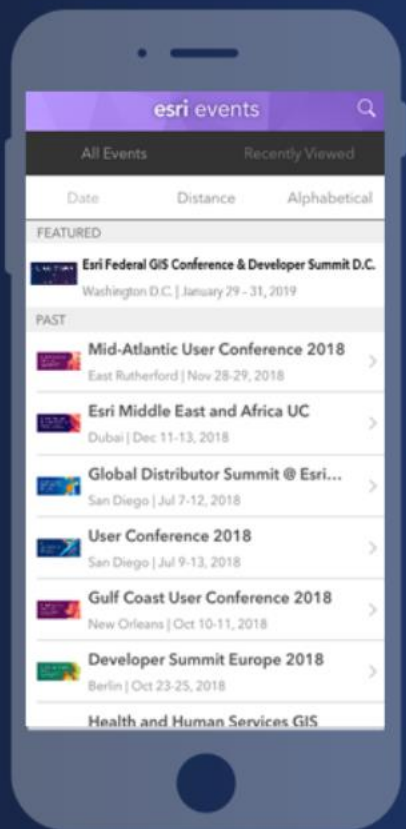 esri events
All Events Recently Viewed
Date Distance Alphabetical
FEATURED
Esri Federal GIS Conference & Developer Summit D.C.
Washington D.C. | January 29 - 31, 2019
PAST
Mid-Atlantic User Conference 2018
East Rutherford | Nov 28-29, 2018
Esri Middle East and Africa UC
Dubai | Dec 11-13, 2018
Global Distributor Summit @ Esri...
San Diego | Jul 7-12, 2018
User Conference 2018
San Diego | Jul 9-13, 2018
Gulf Coast User Conference 2018
New Orleans | Oct 10-11, 2018
Developer Summit Europe 2018
Berlin | Oct 23-25, 2018
Health and Human Services GIS